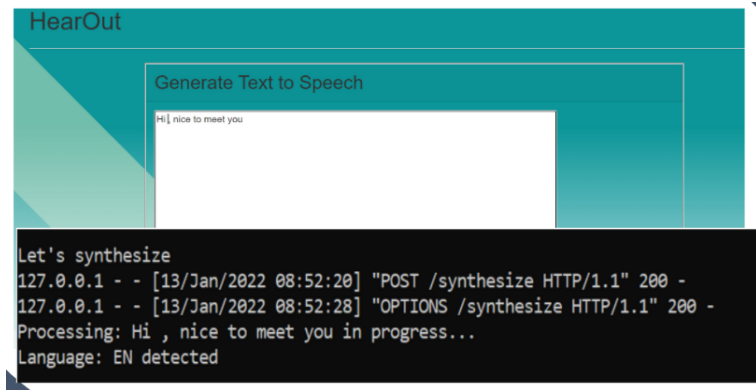 HearOut
Generate Text to Speech
Hi , nice to meet you
Let's synthesize
127.0.0.1 - - [13/Jan/2022 08:52:20] "POST /synthesize HTTP/1.1" 200 -
127.0.0.1 - - [13/Jan/2022 08:52:28] "OPTIONS /synthesize HTTP/1.1" 200 -
Processing: Hi , nice to meet you in progress...
Language: EN detected